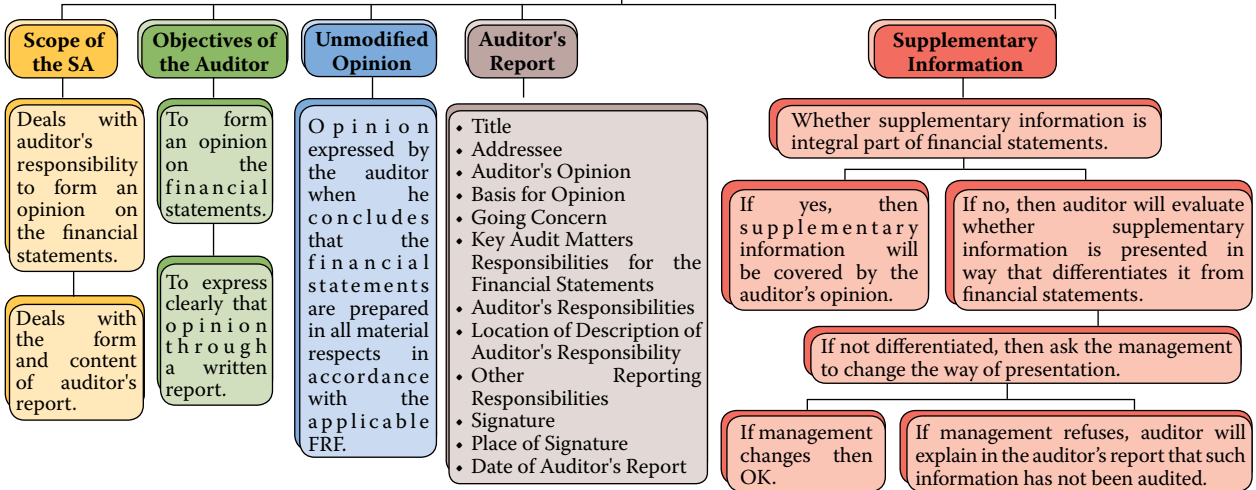 Scope of
the SA
Deals with
auditor's
responsibility
to form an
opinion on
the financial
statements.
Deals with
the form
and content
of auditor's
report.
Objectives of
the Auditor
To form
an opinion
on the
financial
statements.
To express
clearly that
opinion
through
a written
report.
Unmodified
Opinion
Opinion
expressed by
the auditor
when he
concludes
that the
financial
statements
are prepared
in all material
respects in
accordance
with the
applicable
FRF.
Auditor's
Report
• Title
• Addressee
• Auditor's Opinion
• Basis for Opinion
• Going Concern
• Key Audit Matters
Responsibilities for the
Financial Statements
• Auditor's Responsibilities
• Location of Description of
Auditor's Responsibility
• Other Reporting
Responsibilities
• Signature
• Place of Signature
• Date of Auditor's Report
Supplementary
Information
Whether supplementary information is
integral part of financial statements.
If yes, then
supplementary
information will
be covered by the
auditor's opinion.
If no, then auditor will evaluate
whether supplementary
information is presented in
way that differentiates it from
financial statements.
If not differentiated, then ask the management
to change the way of presentation.
If management
changes then
OK.
If management refuses, auditor will
explain in the auditor's report that such
information has not been audited.